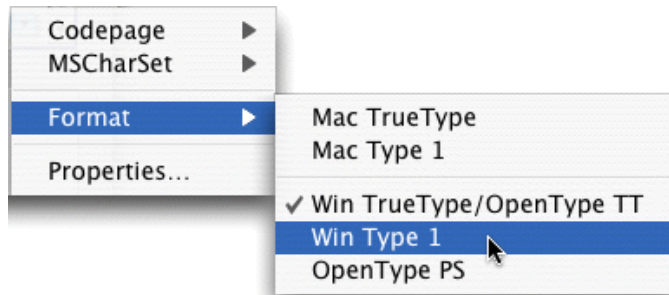 Codepage
MSCharSet
Format
Properties...
Mac TrueType
Mac Type 1
Win TrueType/OpenType TT
Win Type 1
OpenType PS